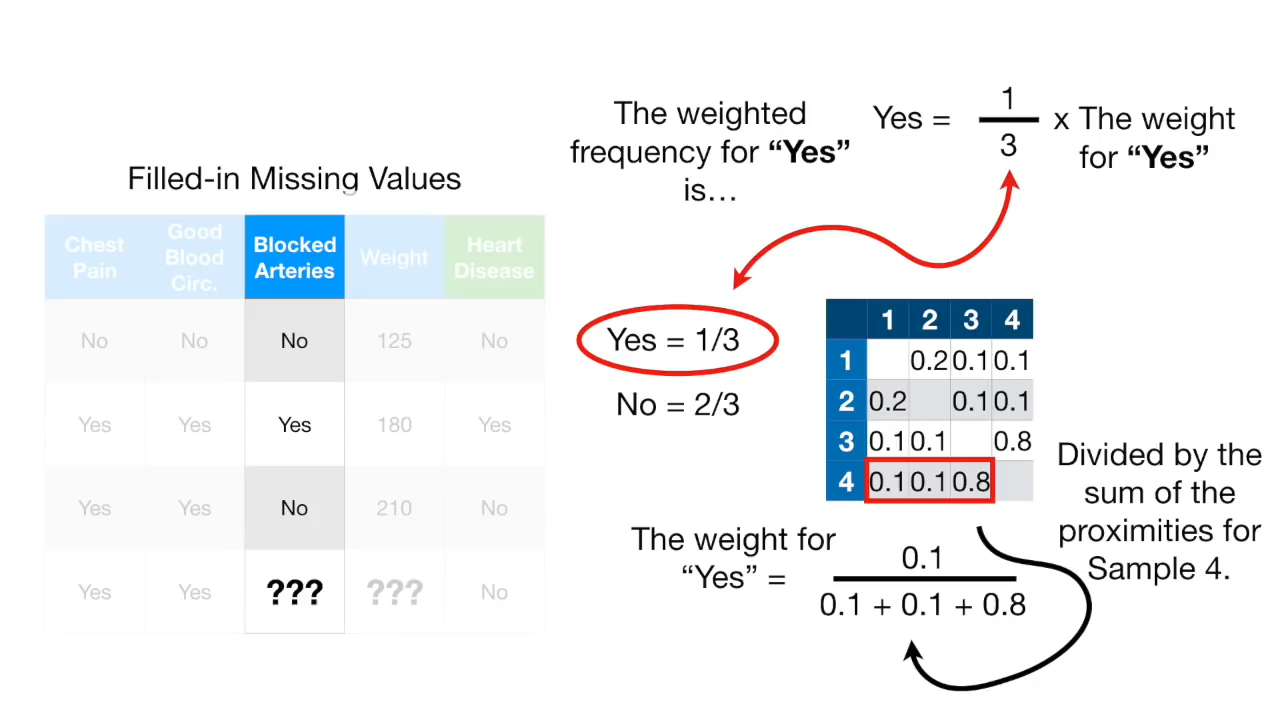 The weighted
frequency for “Yes”
is…
Yes = 1
3
x The weight
for “Yes”
Filled-in Missing Values
Chest Pain Good Blood Circ. Blocked Arteries Weight Heart Disease
No No No 125 No
Yes Yes Yes 180 Yes
Yes Yes No 210 No
Yes Yes ??? ??? No
Yes = 1/3
No = 2/3
1 2 3 4
1 0.2 0.1 0.1
2 0.2 0.1 0.1
3 0.1 0.1 0.8
4 0.1 0.1 0.8
Divided by the
sum of the
proximities for
Sample 4.
The weight for
“Yes” =
0.1
0.1 + 0.1 + 0.8